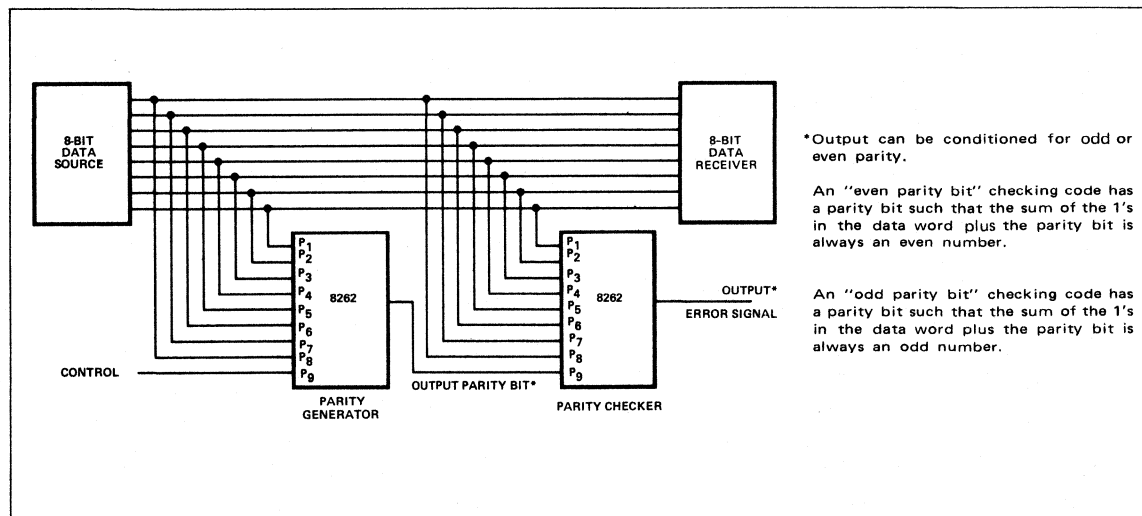 8-BIT
DATA
SOURCE
8-BIT
DATA
RECEIVER
P1
P2
P3
P4
P5
P6
P7
P8
P9
8262
CONTROL
PARITY
GENERATOR
OUTPUT PARITY BIT*
P1
P2
P3
P4
P5
P6
P7
P8
P9
8262
PARITY CHECKER
OUTPUT*
ERROR SIGNAL
*Output can be conditioned for odd or
even parity.
An "even parity bit" checking code has
a parity bit such that the sum of the 1's
in the data word plus the parity bit is
always an even number.
An "odd parity bit" checking code has
a parity bit such that the sum of the 1's
in the data word plus the parity bit is
always an odd number.